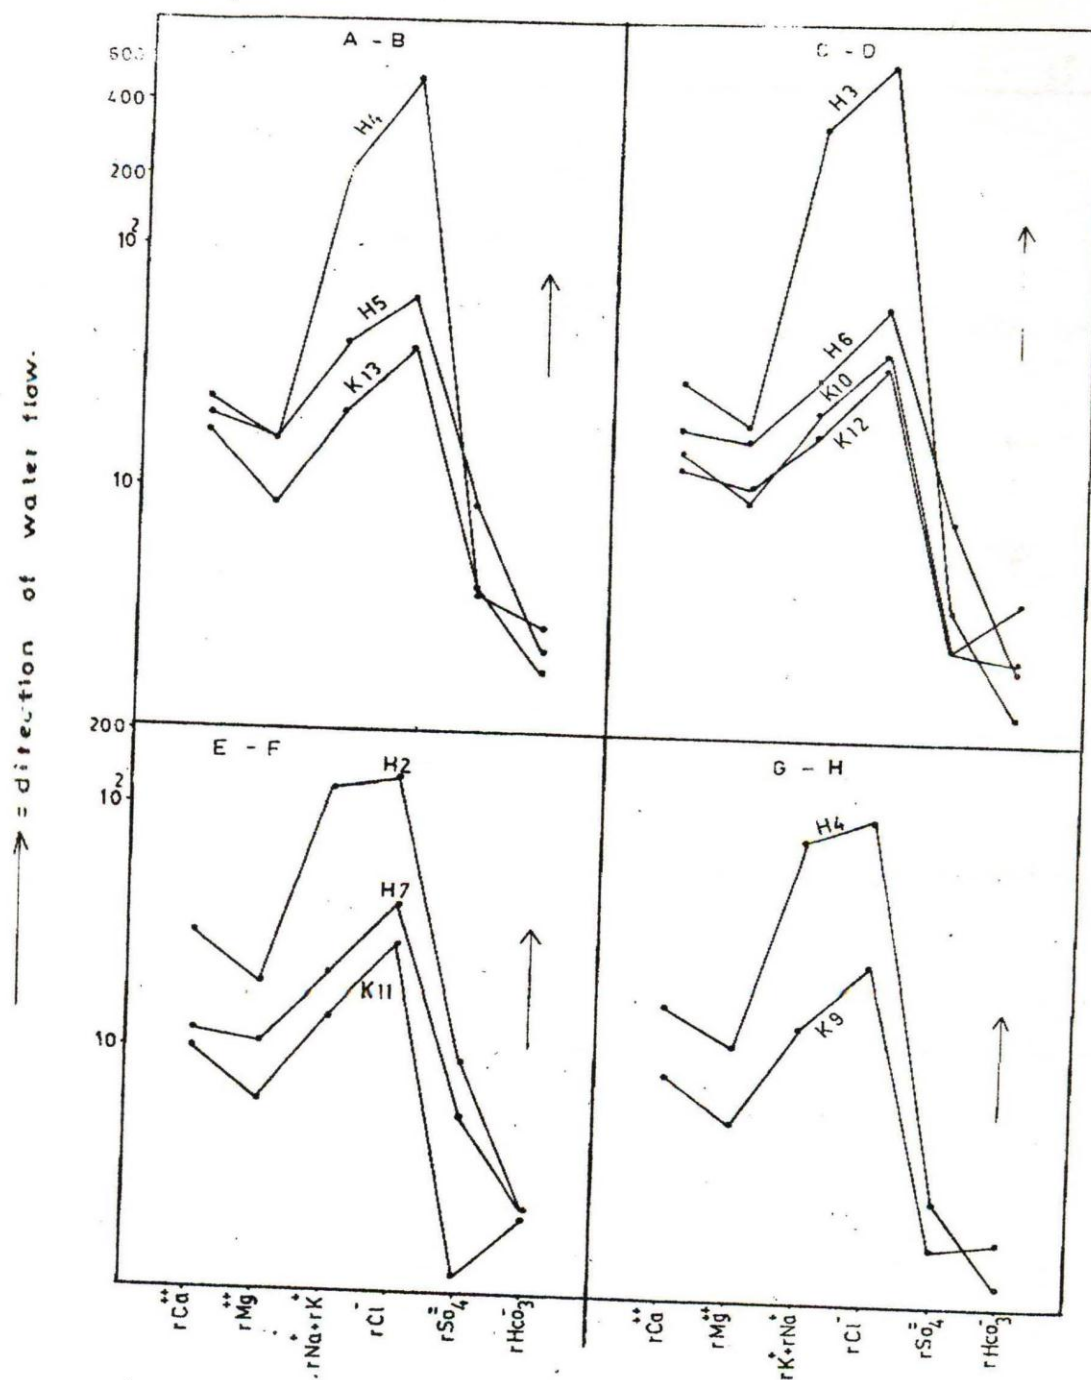 A - B
C - D
600
400
200
10²
10
H4
H5
K13
H3
H6
K10
K12
200
10²
10
E - F
G - H
H2
H7
K11
H4
K9
rCa⁺⁺
rMg⁺⁺
rNa⁺+rK⁺
rCl⁻
rSo₄⁼
rHco₃⁻
rCa⁺⁺
rMg⁺⁺
rK⁺+rNa⁺
rCl⁻
rSo₄⁼
rHco₃⁻
⟶ = direction of water flow.